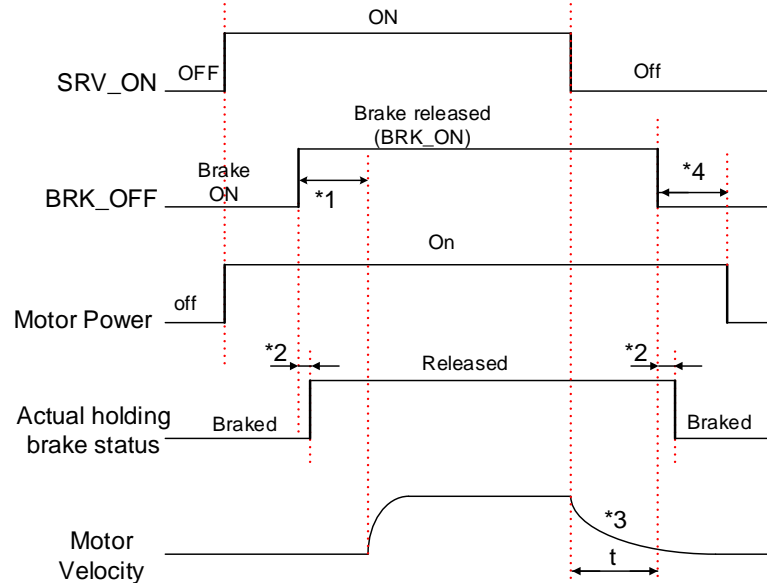 ON
OFF
Off
SRV_ON
Brake released
(BRK_ON)
Brake
ON
*1
*4
BRK_OFF
On
off
Motor Power
*2
*2
Released
Actual holding
brake status
Braked
Braked
*3
Motor
Velocity
t